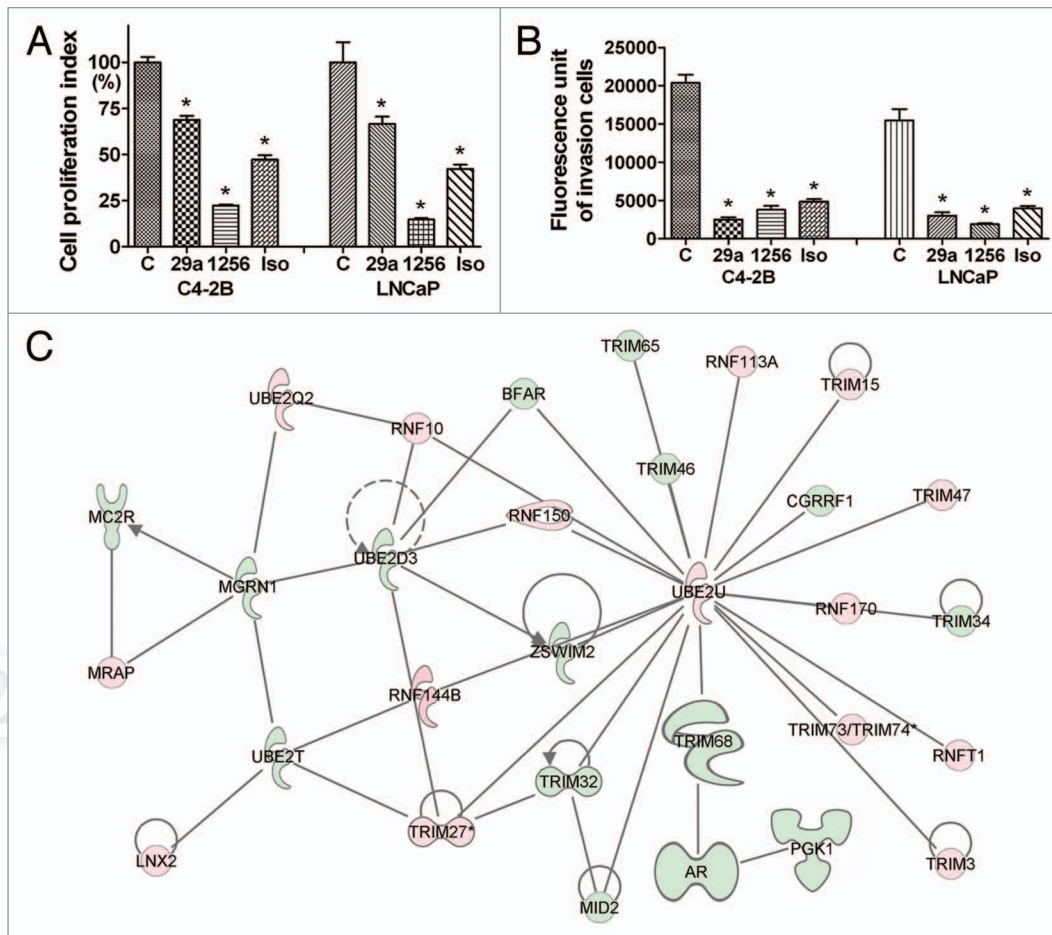 A
Cell proliferation index
100
(%)
75
50
25
0
C 29a 1256 Iso
C4-2B
C 29a 1256 Iso
LNCaP
B
Fluorescence unit
of invasion cells
25000
20000
15000
10000
5000
0
C 29a 1256 Iso
C4-2B
C 29a 1256 Iso
LNCaP
* * *
* * *
* * *
* * *
C
TRIM65
RNF113A
TRIM15
UBE2Q2
BFAR
RNF10
TRIM46
CGRRF1
TRIM47
MC2R
RNF150
UBE2D3
MGRN1
UBE2U
RNF170
TRIM34
ZSWIM2
MRAP
RNF144B
TRIM73/TRIM74*
TRIM68
RNFT1
UBE2T
TRIM32
TRIM27*
PGK1
LNX2
AR
TRIM3
MID2